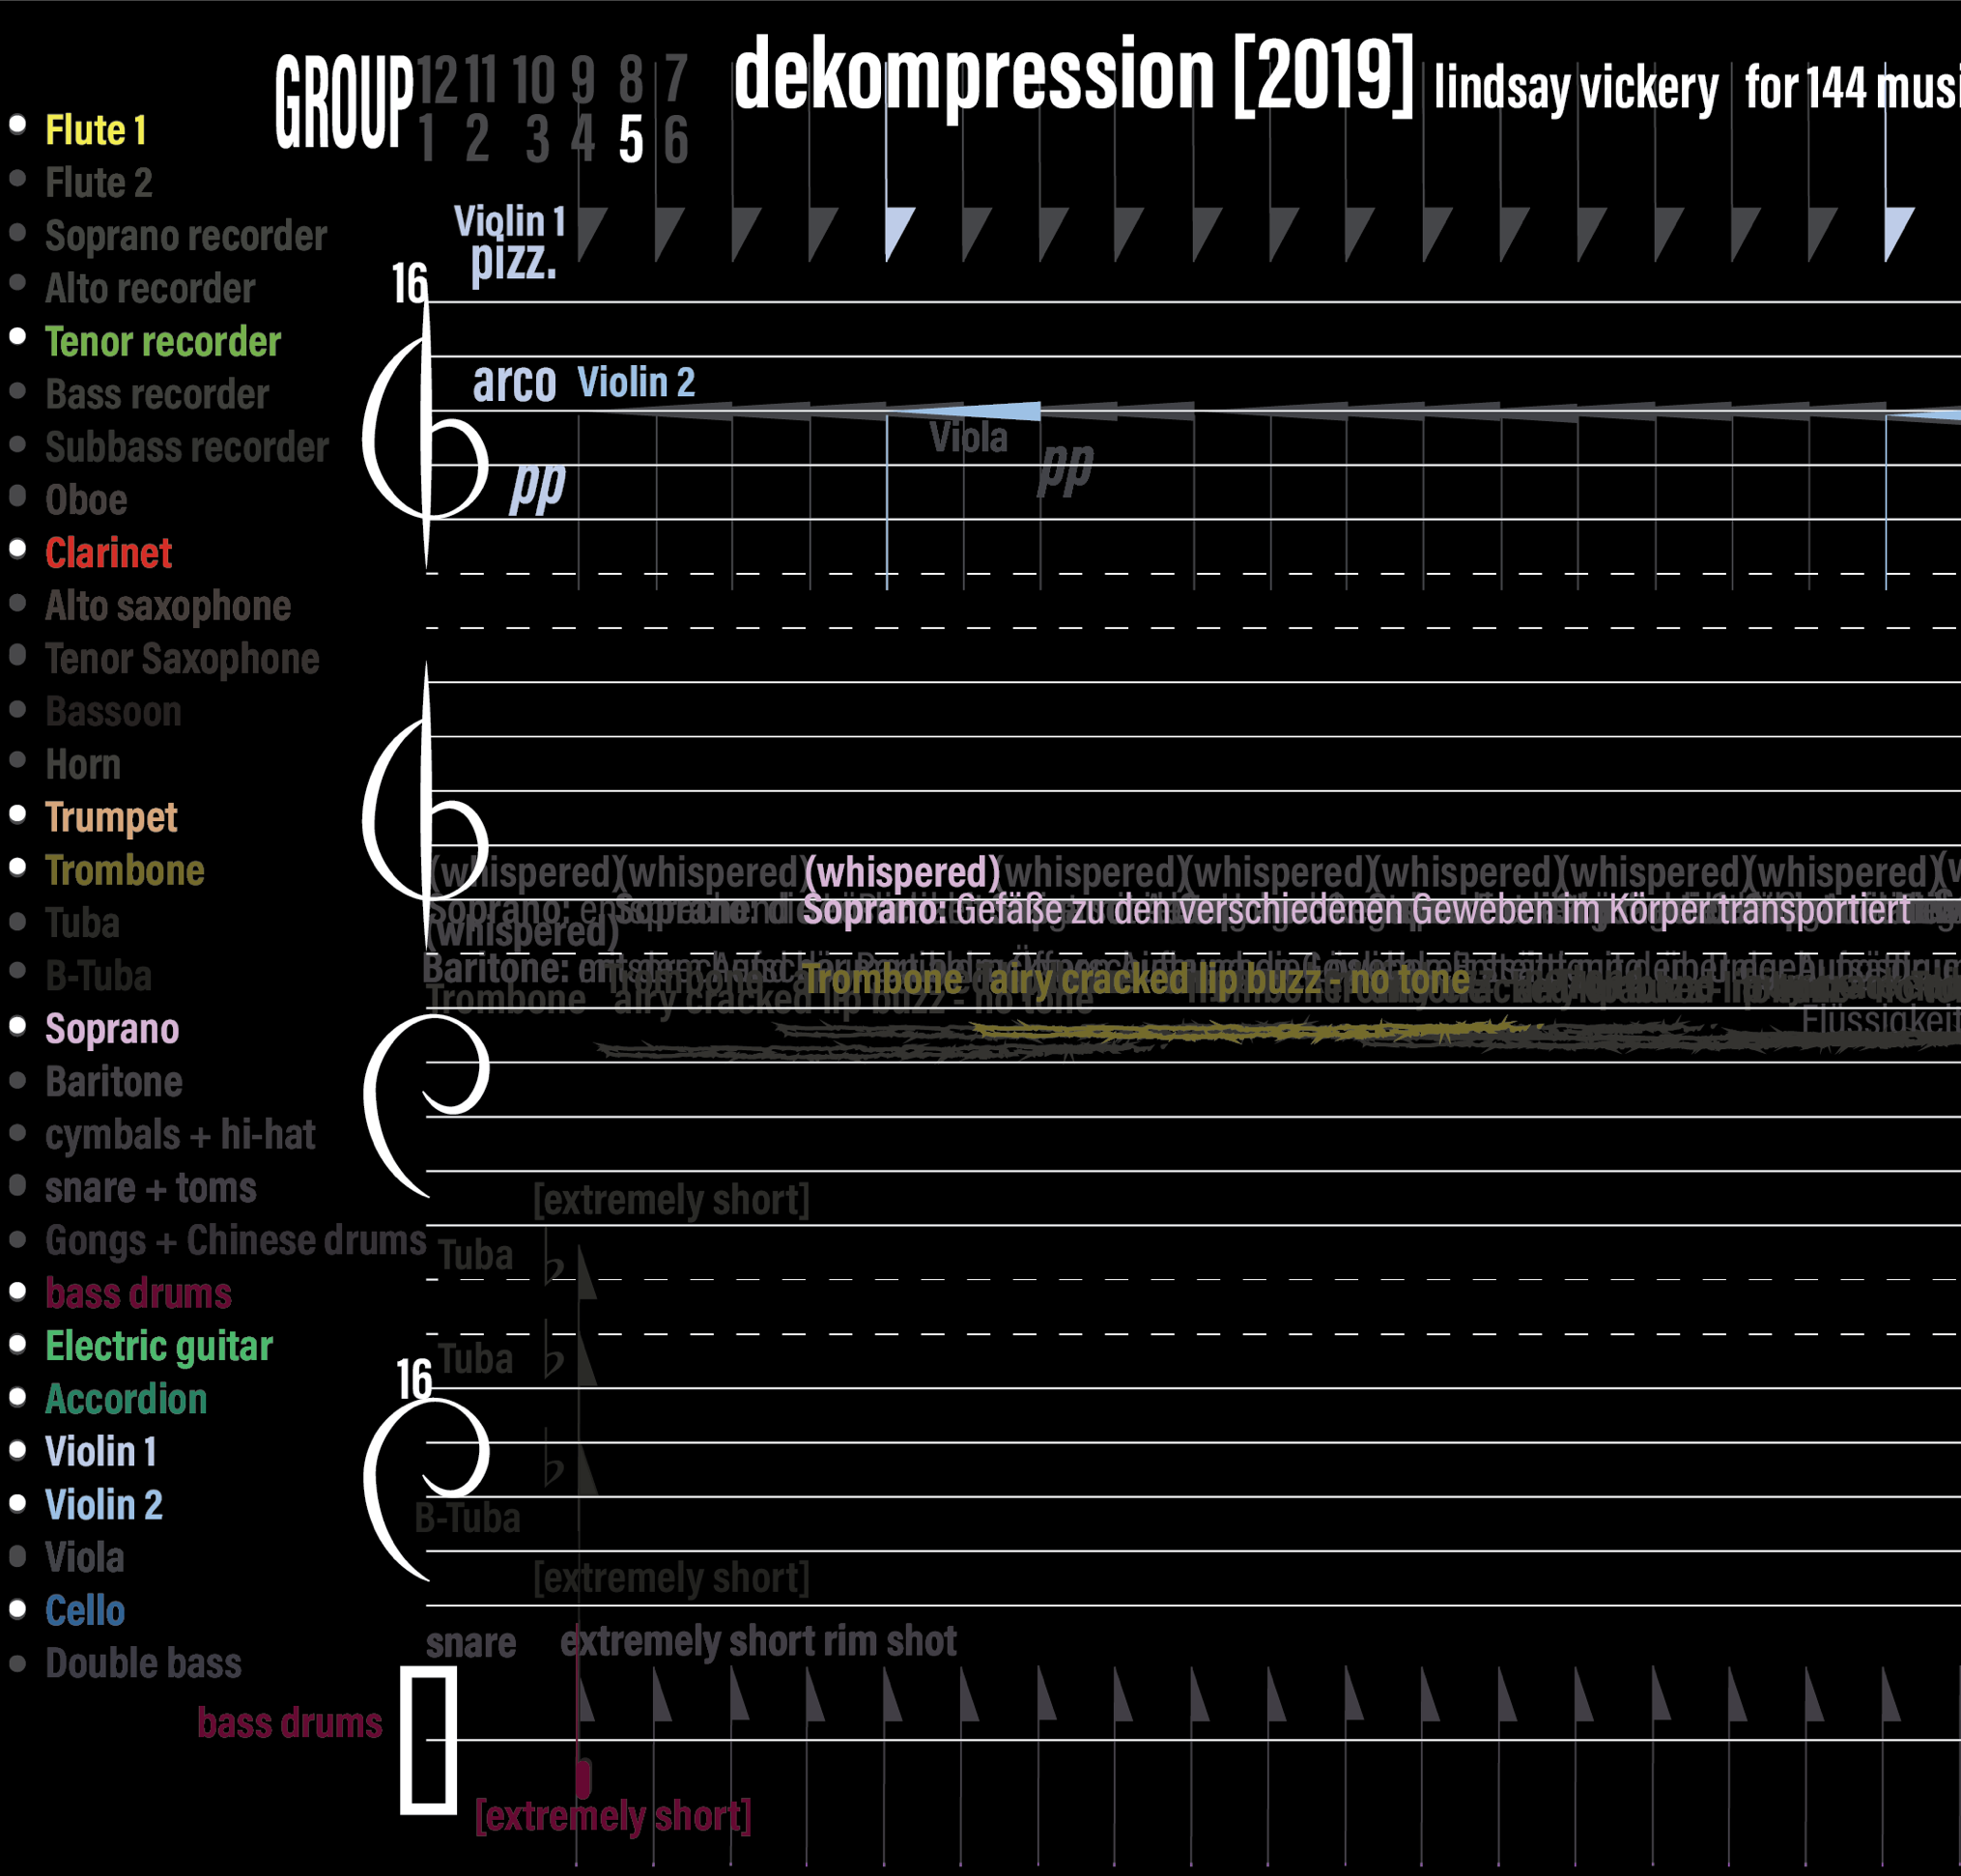 GROUP 12 11 10 9 8 7
1 2 3 4 5 6
dekompression [2019] lindsay vickery for 144
Flute 1
Flute 2
Soprano recorder
Alto recorder
Tenor recorder
Bass recorder
Subbass recorder
Oboe
Clarinet
Alto saxophone
Tenor Saxophone
Bassoon
Horn
Trumpet
Trombone
Tuba
B-Tuba
Soprano
Baritone
cymbals + hi-hat
snare + toms
Gongs + Chinese drums
bass drums
Electric guitar
Accordion
Violin 1
Violin 2
Viola
Cello
Double bass
Violin 1
pizz.
16
arco Violin 2
Viola
pp
pp
(whispered)(whispered)(whispered)(whispered)(whispered)(whispered)(whispered)(whispered)
Soprano:
Soprano: Gefäße zu den verschiedenen Geweben im Körper transportiert
(whispered)
Baritone:
Trombone airy cracked lip buzz - no tone
Trombone airy cracked lip buzz - no tone
[extremely short]
Tuba
Tuba
16
B-Tuba
[extremely short]
snare extremely short rim shot
bass drums
[extremely short]